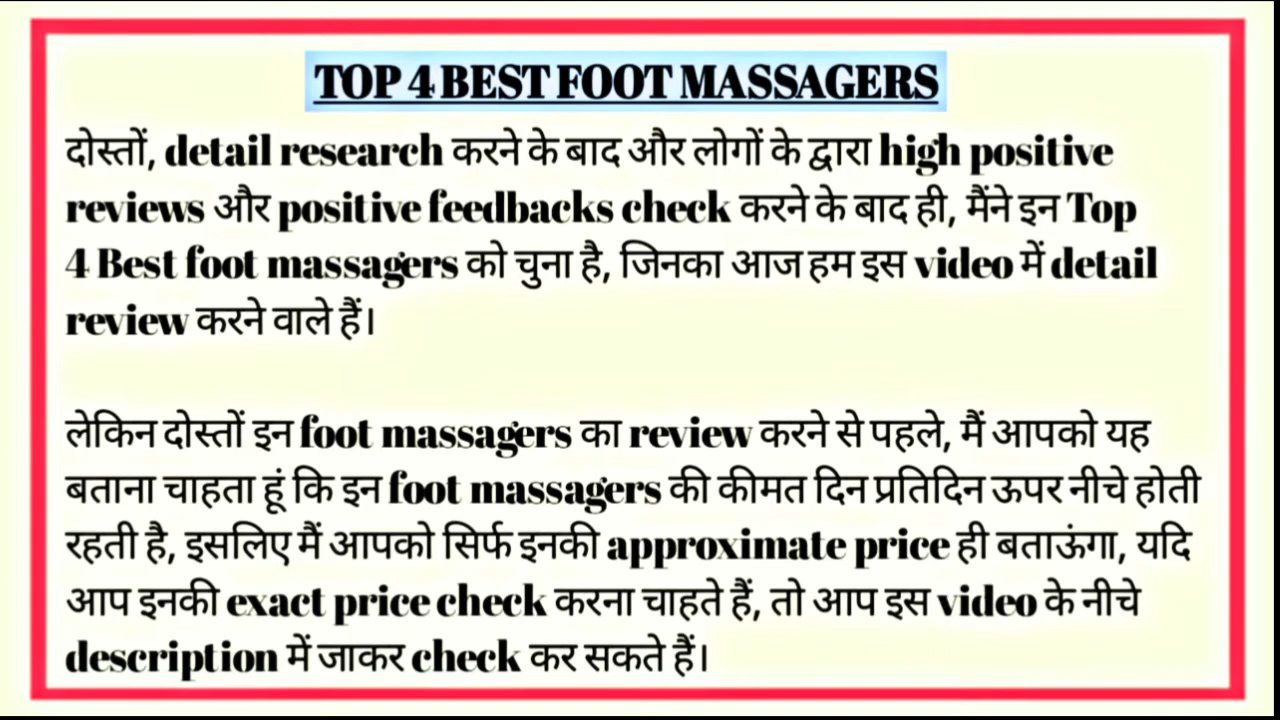 TOP 4 BEST FOOT MASSAGERS
दोस्तों, detail research करने के बाद और लोगों के द्वारा high positive
reviews और positive feedbacks check करने के बाद ही, मैंने इन Top
4 Best foot massagers को चुना है, जिनका आज हम इस video में detail
review करने वाले हैं।
लेकिन दोस्तों इन foot massagers का review करने से पहले, मैं आपको यह
बताना चाहता हूं कि इन foot massagers की कीमत दिन प्रतिदिन ऊपर नीचे होती
रहती है, इसलिए मैं आपको सिर्फ इनकी approximate price ही बताऊंगा, यदि
आप इनकी exact price check करना चाहते हैं, तो आप इस video के नीचे
description में जाकर check कर सकते हैं।